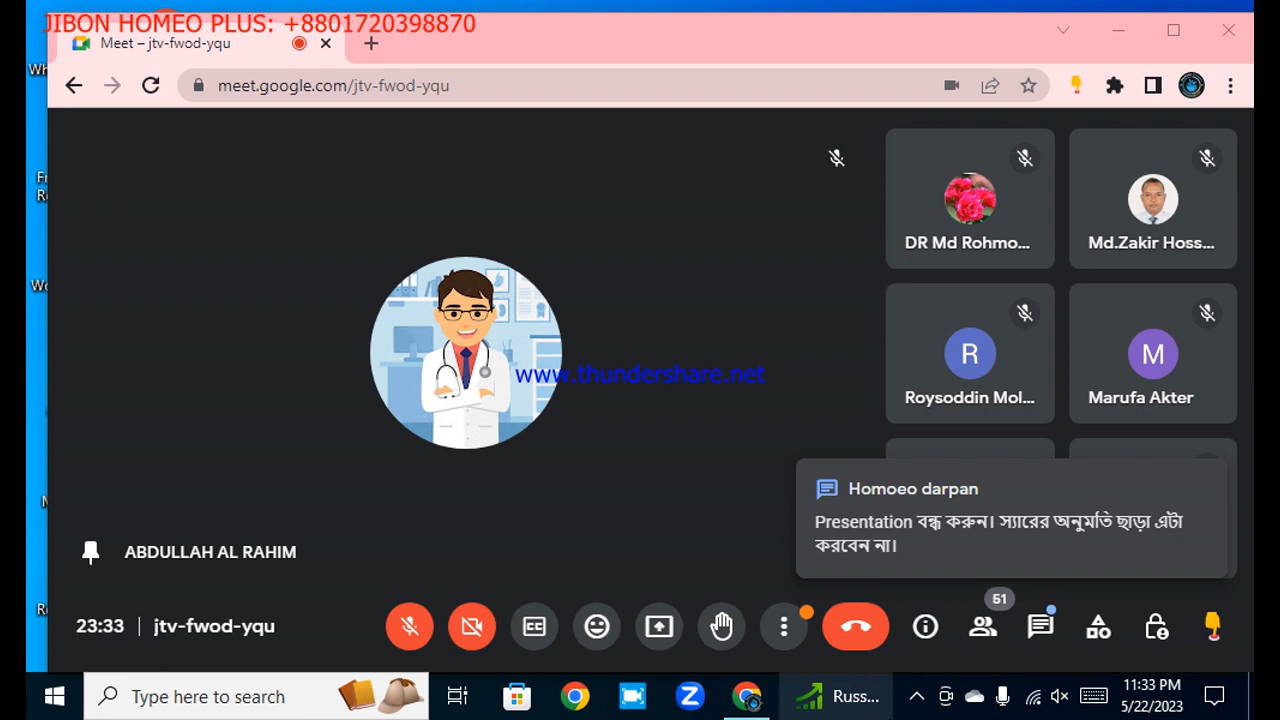 JIBON HOMEO PLUS: +8801720398870
Meet – jtv-fwod-yqu
meet.google.com/jtv-fwod-yqu
DR Md Rohmo...
Md.Zakir Hoss...
www.thundershare.net
Roysoddin Mol...
Marufa Akter
R
M
Homoeo darpan
Presentation বন্ধ করুন। স্যারের অনুমতি ছাড়া এটা
করবেন না।
ABDULLAH AL RAHIM
51
23:33 | jtv-fwod-yqu
CC
Type here to search
Russ...
11:33 PM
5/22/2023